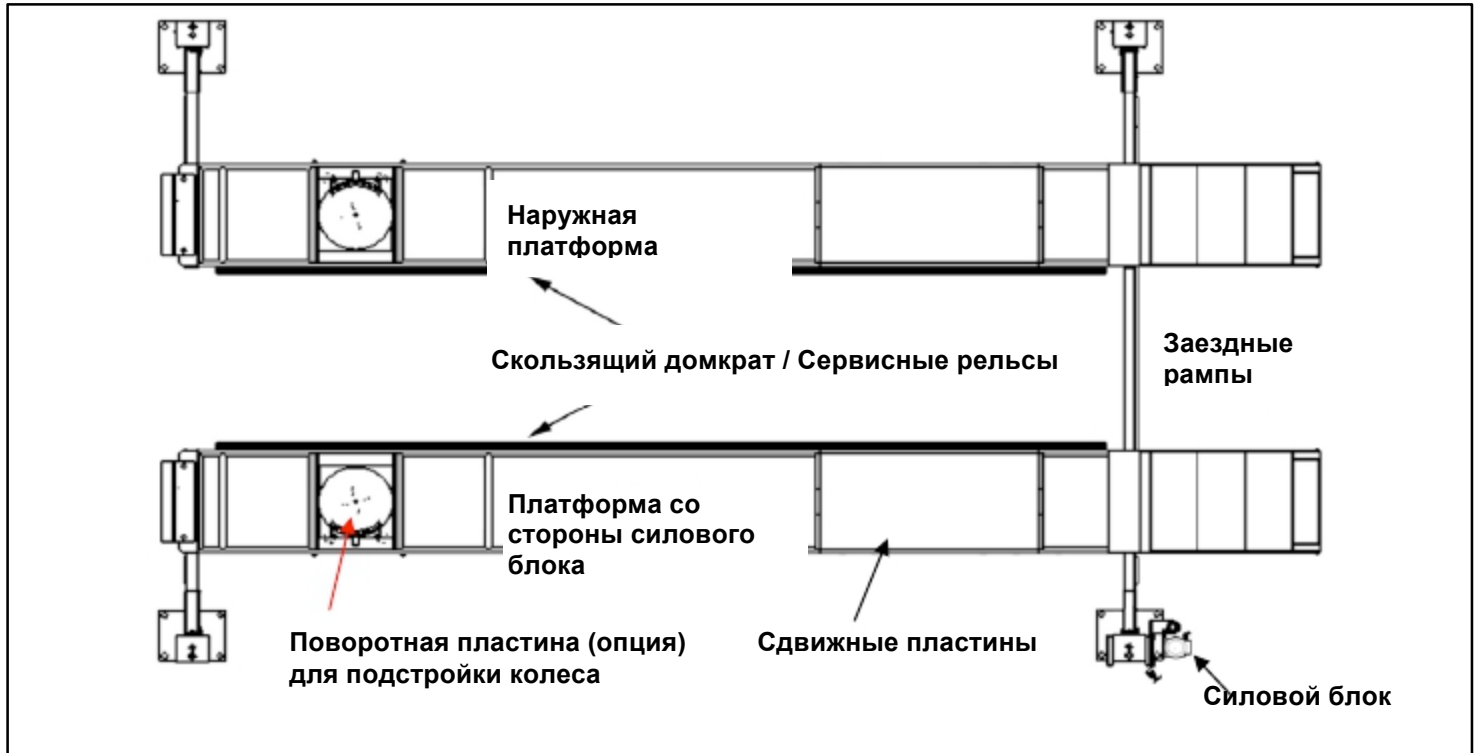 Наружная
платформа
Скользящий домкрат / Сервисные рельсы
Заездные
рампы
Платформа со
стороны силового
блока
Поворотная пластина (опция)
для подстройки колеса
Сдвижные пластины
Силовой блок